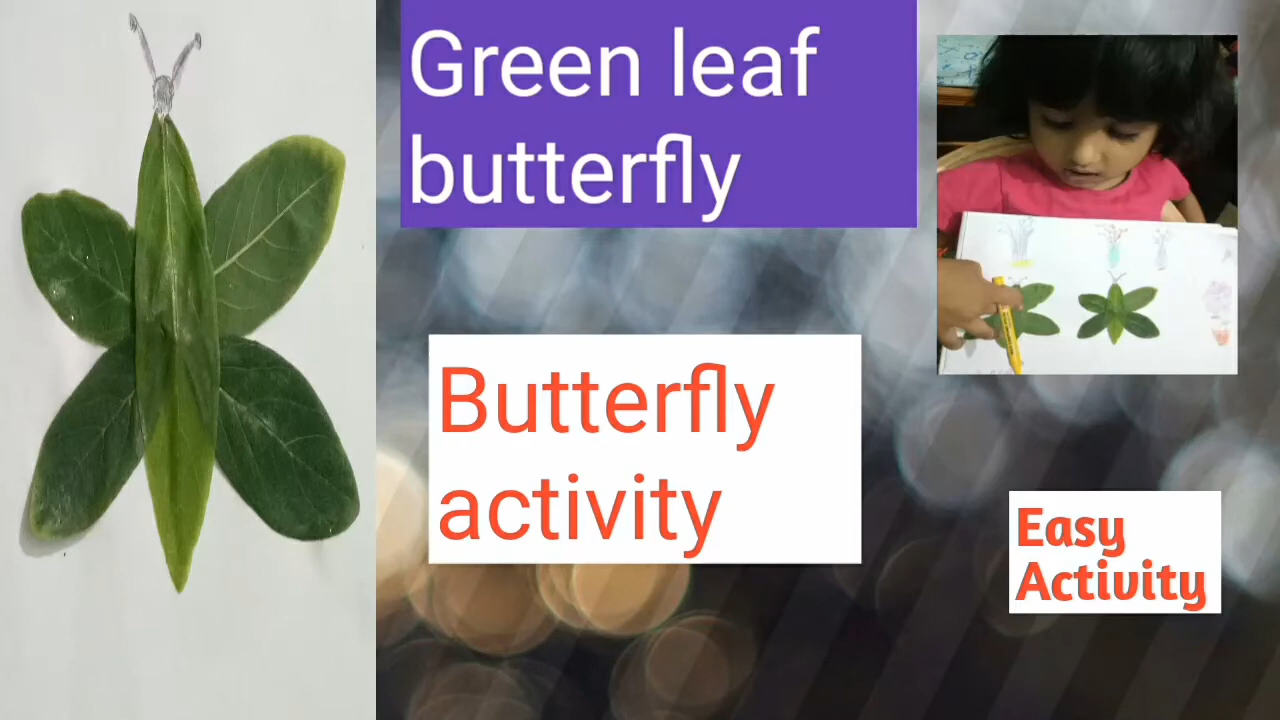 Green leaf
butterfly
Butterfly
activity
Easy
Activity